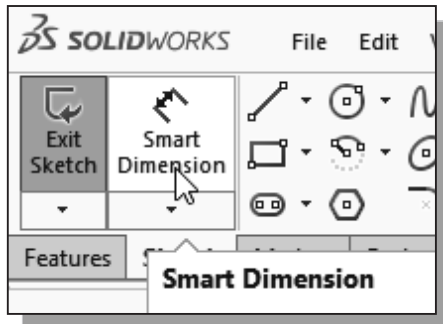 SOLIDWORKS File Edit
Exit Sketch
Smart Dimension
Features
Smart Dimension